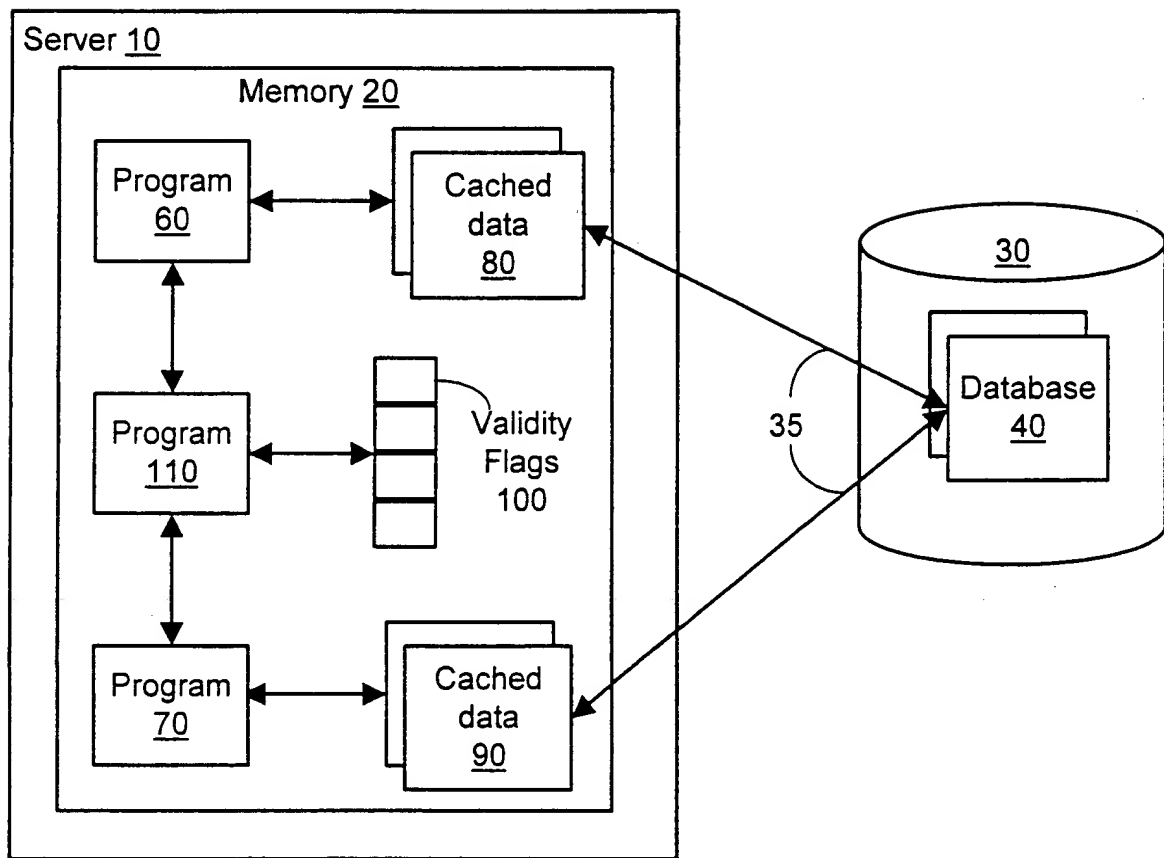 Server 10
Memory 20
Program
60
Cached
data
80
30
Database
40
35
Program
110
Validity
Flags
100
Program
70
Cached
data
90